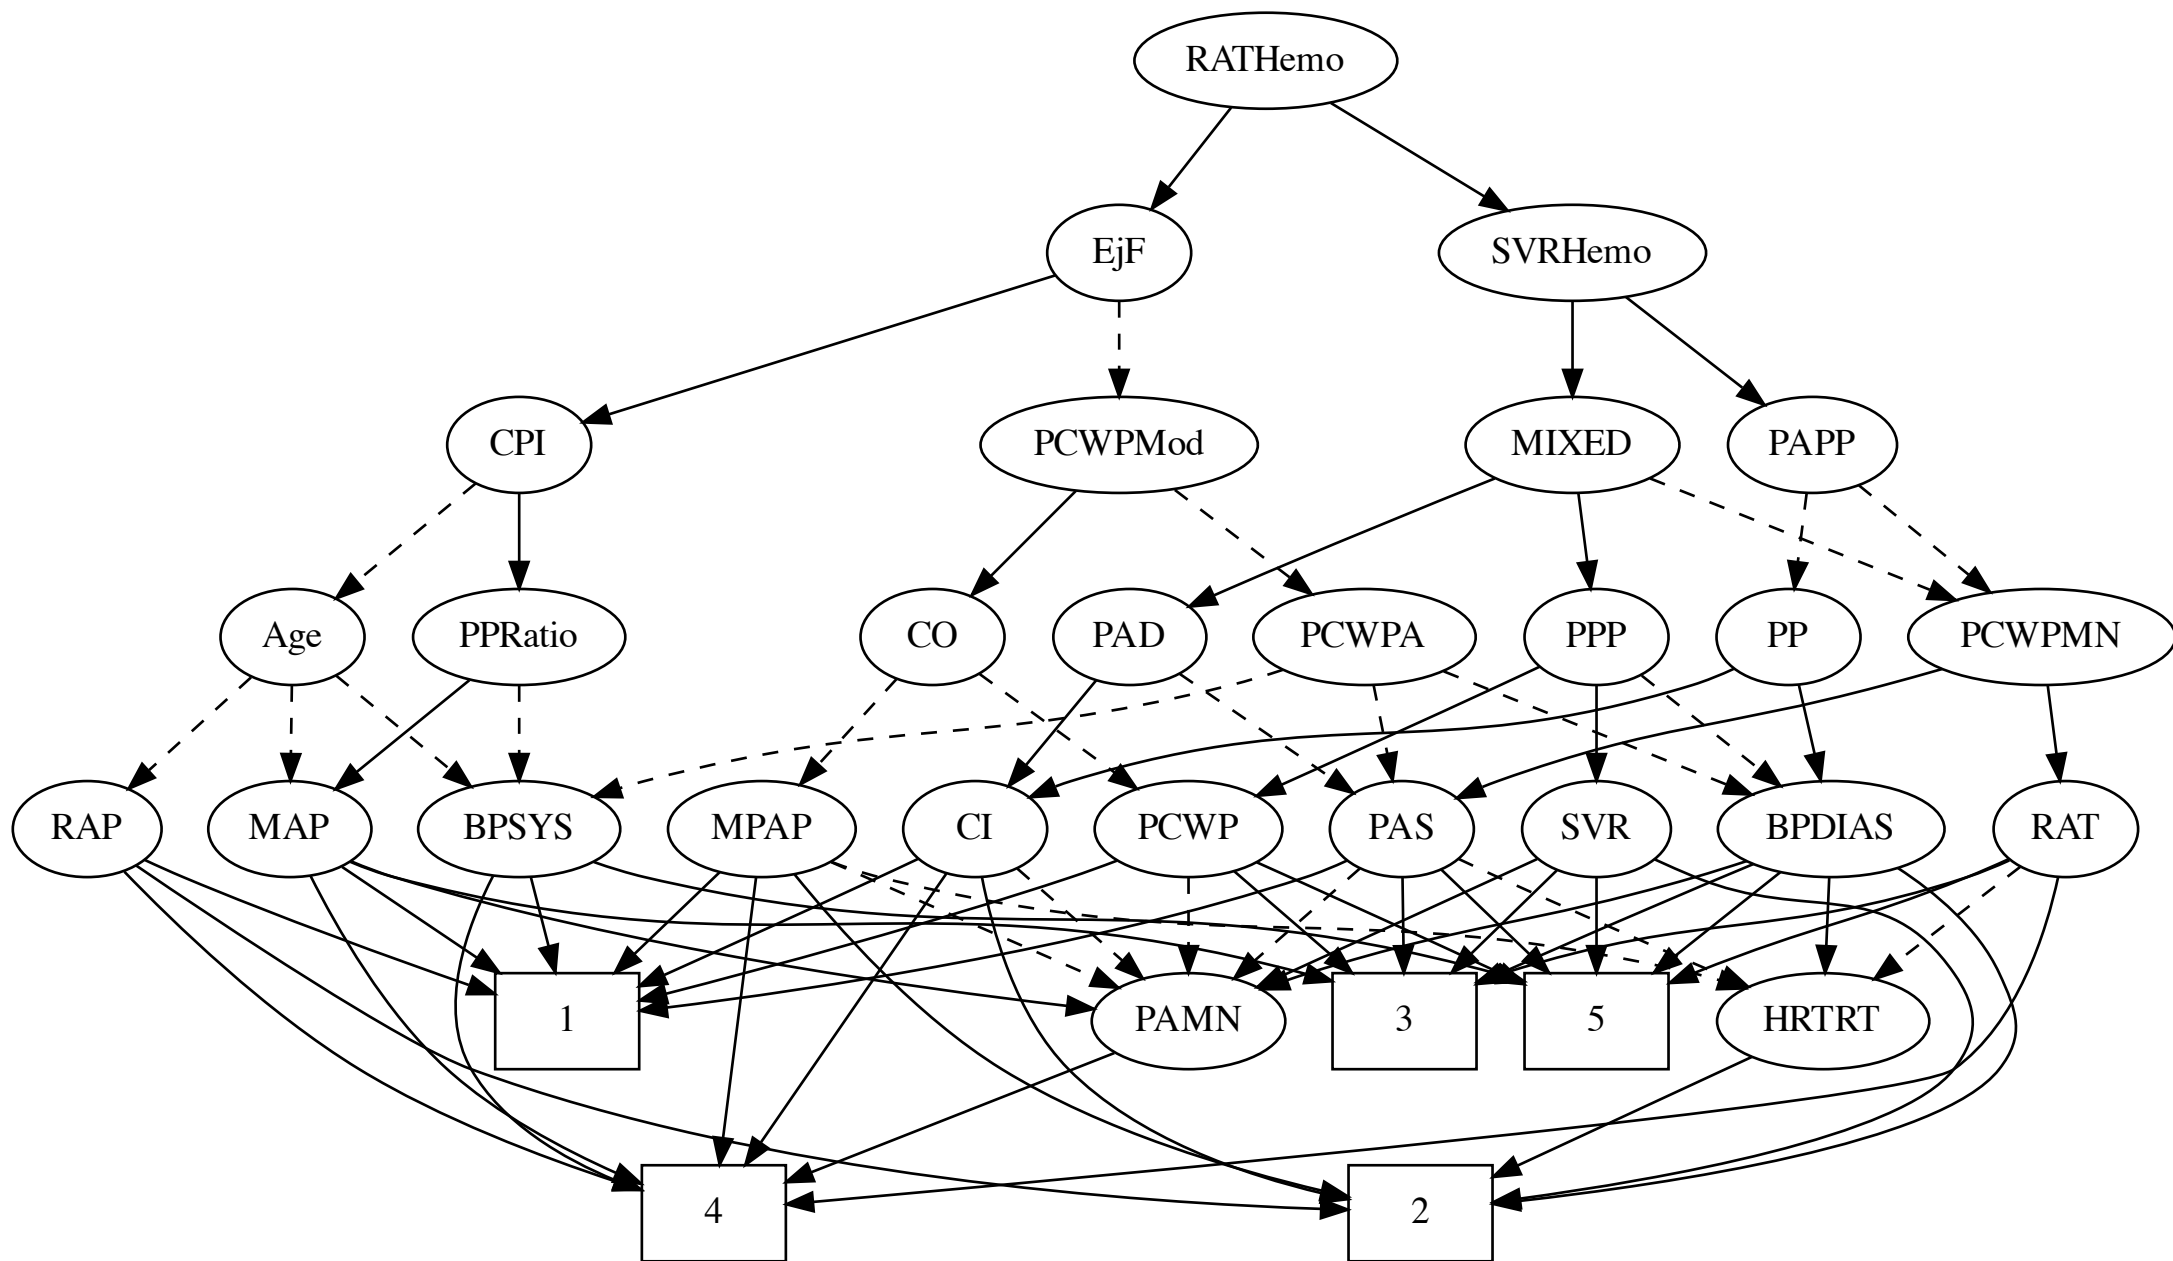 RATHemo
EjF
SVRHemo
CPI
PCWPMod
MIXED
PAPP
Age
PPRatio
CO
PAD
PCWPA
PPP
PP
PCWPMN
RAP
MAP
BPSYS
MPAP
CI
PCWP
PAS
SVR
BPDIAS
RAT
1
PAMN
3
5
HRTRT
4
2